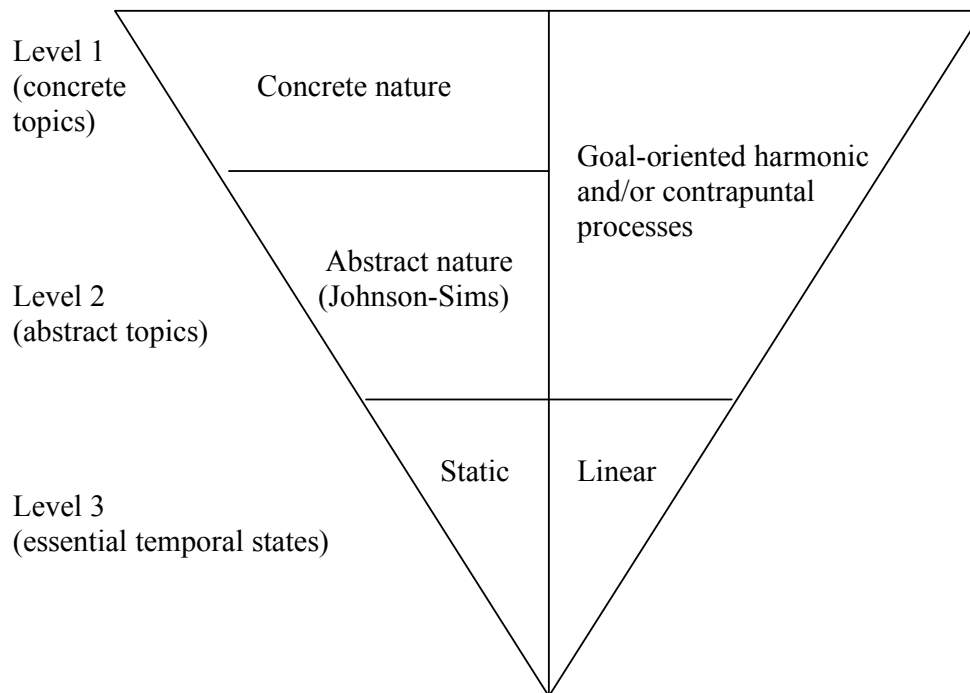 Level 1
(concrete
topics)
Concrete nature
Goal-oriented harmonic
and/or contrapuntal
processes
Abstract nature
(Johnson-Sims)
Level 2
(abstract topics)
Static
Linear
Level 3
(essential temporal states)